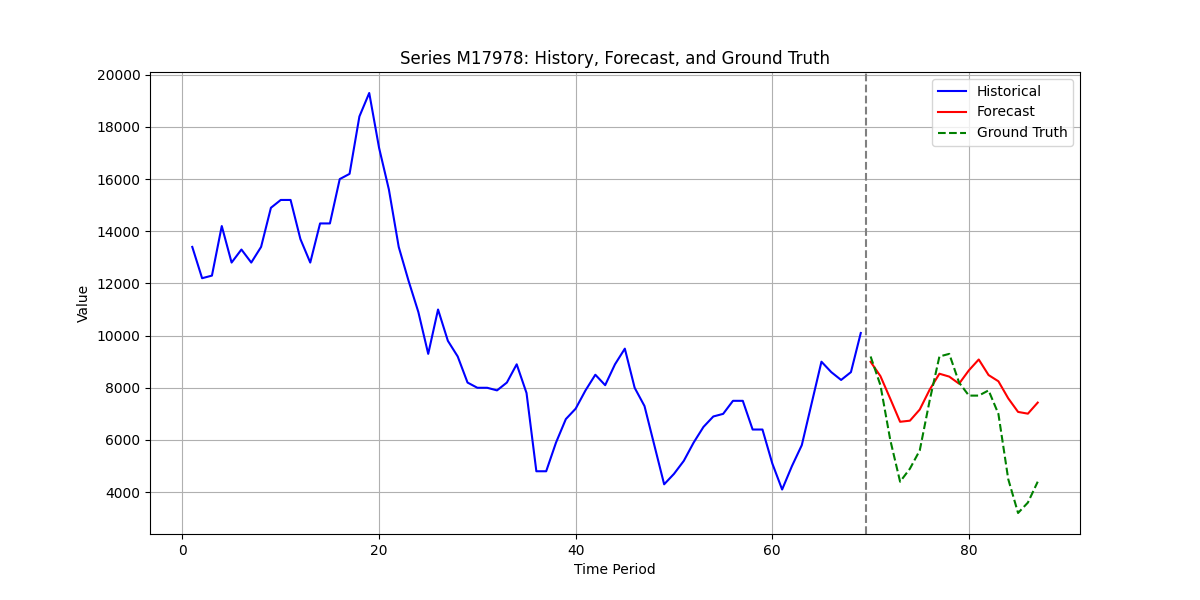 Series M17978: History, Forecast, and Ground Truth
20000
18000
16000
14000
12000
10000
8000
6000
4000
Value
0
20
40
60
80
Time Period
Historical
Forecast
Ground Truth